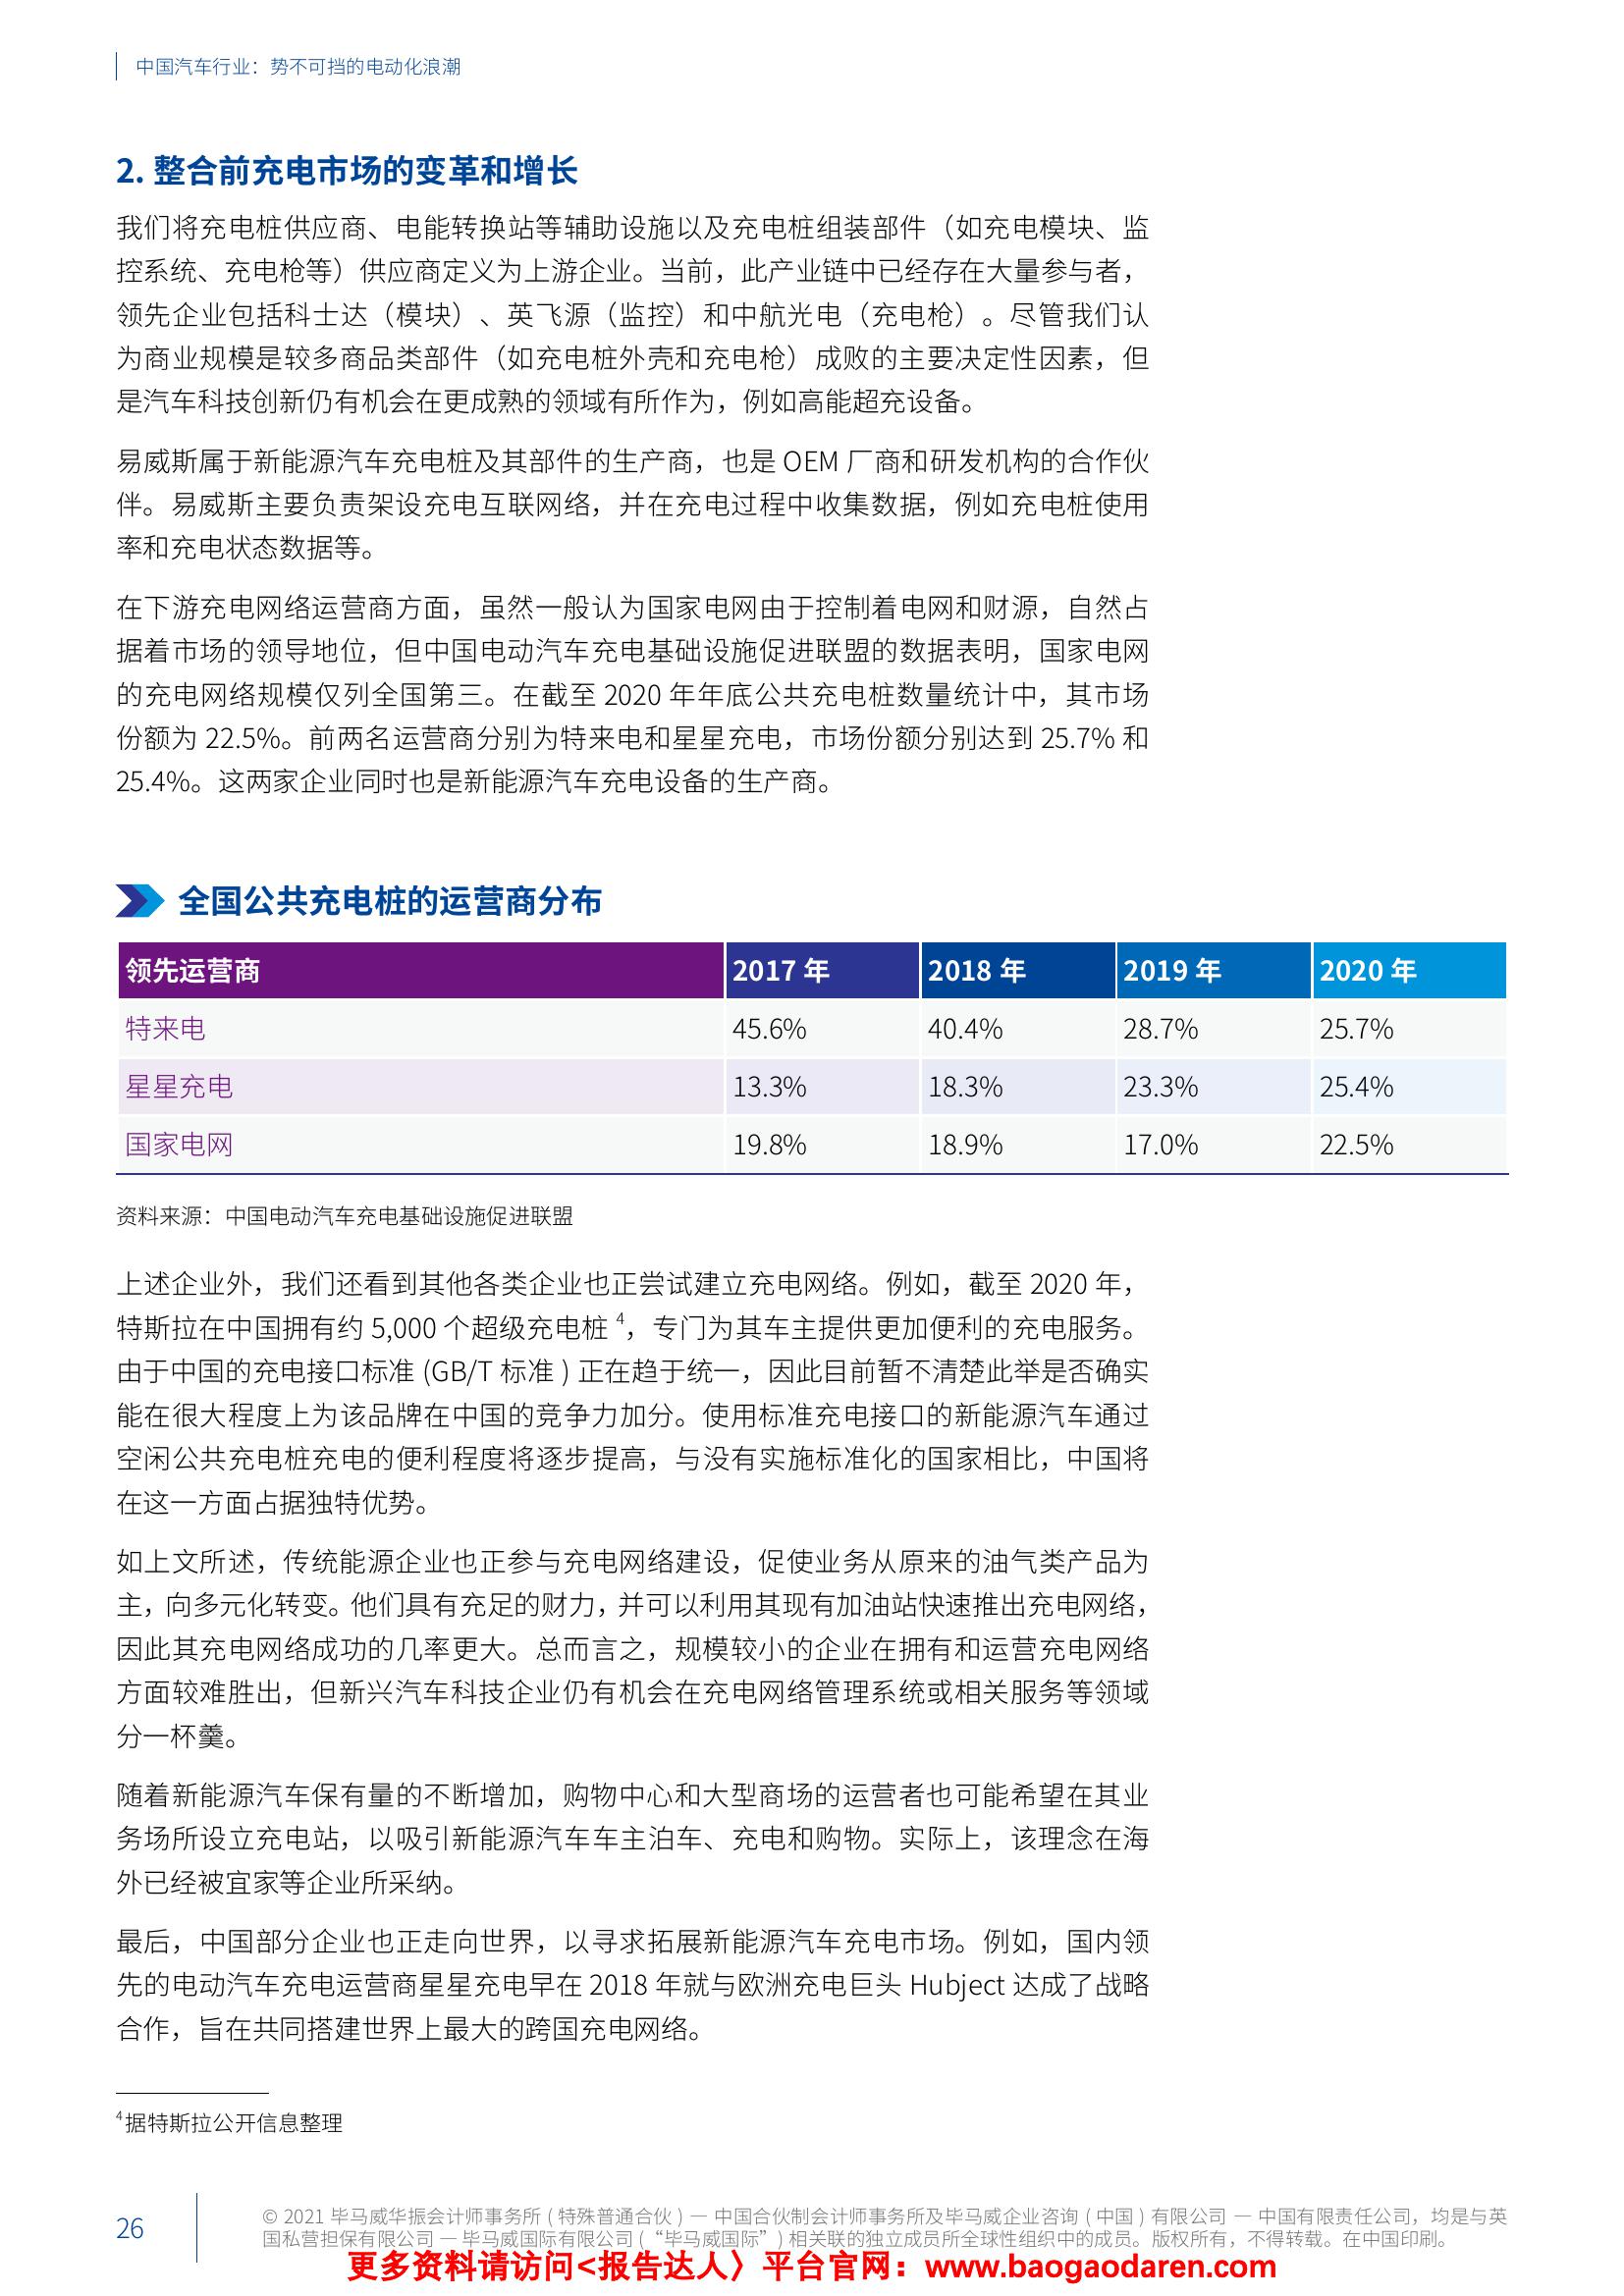 中国汽车行业：势不可挡的电动化浪潮
2. 整合前充电市场的变革和增长
我们将充电桩供应商、电能转换站等辅助设施以及充电桩组装部件（如充电模块、监
控系统、充电枪等）供应商定义为上游企业。当前，此产业链中已经存在大量参与者，
领先企业包括科士达（模块）、英飞源（监控）和中航光电（充电枪）。尽管我们认
为商业规模是较多商品类部件（如充电桩外壳和充电枪）成败的主要决定性因素，但
是汽车科技创新仍有机会在更成熟的领域有所作为，例如高能超充设备。
易威斯属于新能源汽车充电桩及其部件的生产商，也是 OEM 厂商和研发机构的合作伙
伴。易威斯主要负责架设充电互联网络，并在充电过程中收集数据，例如充电桩使用
率和充电状态数据等。
在下游充电网络运营商方面，虽然一般认为国家电网由于控制着电网和财源，自然占
据着市场的领导地位，但中国电动汽车充电基础设施促进联盟的数据表明，国家电网
的充电网络规模仅列全国第三。在截至 2020 年年底公共充电桩数量统计中，其市场
份额为 22.5%。前两名运营商分别为特来电和星星充电，市场份额分别达到 25.7% 和
25.4%。这两家企业同时也是新能源汽车充电设备的生产商。
全国公共充电桩的运营商分布
领先运营商 2017 年 2018 年 2019 年 2020 年
特来电 45.6% 40.4% 28.7% 25.7%
星星充电 13.3% 18.3% 23.3% 25.4%
国家电网 19.8% 18.9% 17.0% 22.5%
资料来源：中国电动汽车充电基础设施促进联盟
上述企业外，我们还看到其他各类企业也正尝试建立充电网络。例如，截至 2020 年，
特斯拉在中国拥有约 5,000 个超级充电桩 4，专门为其车主提供更加便利的充电服务。
由于中国的充电接口标准 (GB/T 标准 ) 正在趋于统一，因此目前暂不清楚此举是否确实
能在很大程度上为该品牌在中国的竞争力加分。使用标准充电接口的新能源汽车通过
空闲公共充电桩充电的便利程度将逐步提高，与没有实施标准化的国家相比，中国将
在这一方面占据独特优势。
如上文所述，传统能源企业也正参与充电网络建设，促使业务从原来的油气类产品为
主，向多元化转变。他们具有充足的财力，并可以利用其现有加油站快速推出充电网络，
因此其充电网络成功的几率更大。总而言之，规模较小的企业在拥有和运营充电网络
方面较难胜出，但新兴汽车科技企业仍有机会在充电网络管理系统或相关服务等领域
分一杯羹。
随着新能源汽车保有量的不断增加，购物中心和大型商场的运营者也可能希望在其业
务场所设立充电站，以吸引新能源汽车车主泊车、充电和购物。实际上，该理念在海
外已经被宜家等企业所采纳。
最后，中国部分企业也正走向世界，以寻求拓展新能源汽车充电市场。例如，国内领
先的电动汽车充电运营商星星充电早在 2018 年就与欧洲充电巨头 Hubject 达成了战略
合作，旨在共同搭建世界上最大的跨国充电网络。
4 据特斯拉公开信息整理
26
© 2021 毕马威华振会计师事务所 ( 特殊普通合伙 ) — 中国合伙制会计师事务所及毕马威企业咨询 ( 中国 ) 有限公司 — 中国有限责任公司，均是与英
国私营担保有限公司 — 毕马威国际有限公司 (“毕马威国际”) 相关联的独立成员所全球性组织中的成员。版权所有，不得转载。在中国印刷。
更多资料请访问<报告达人〉平台官网：www.baogaodaren.com